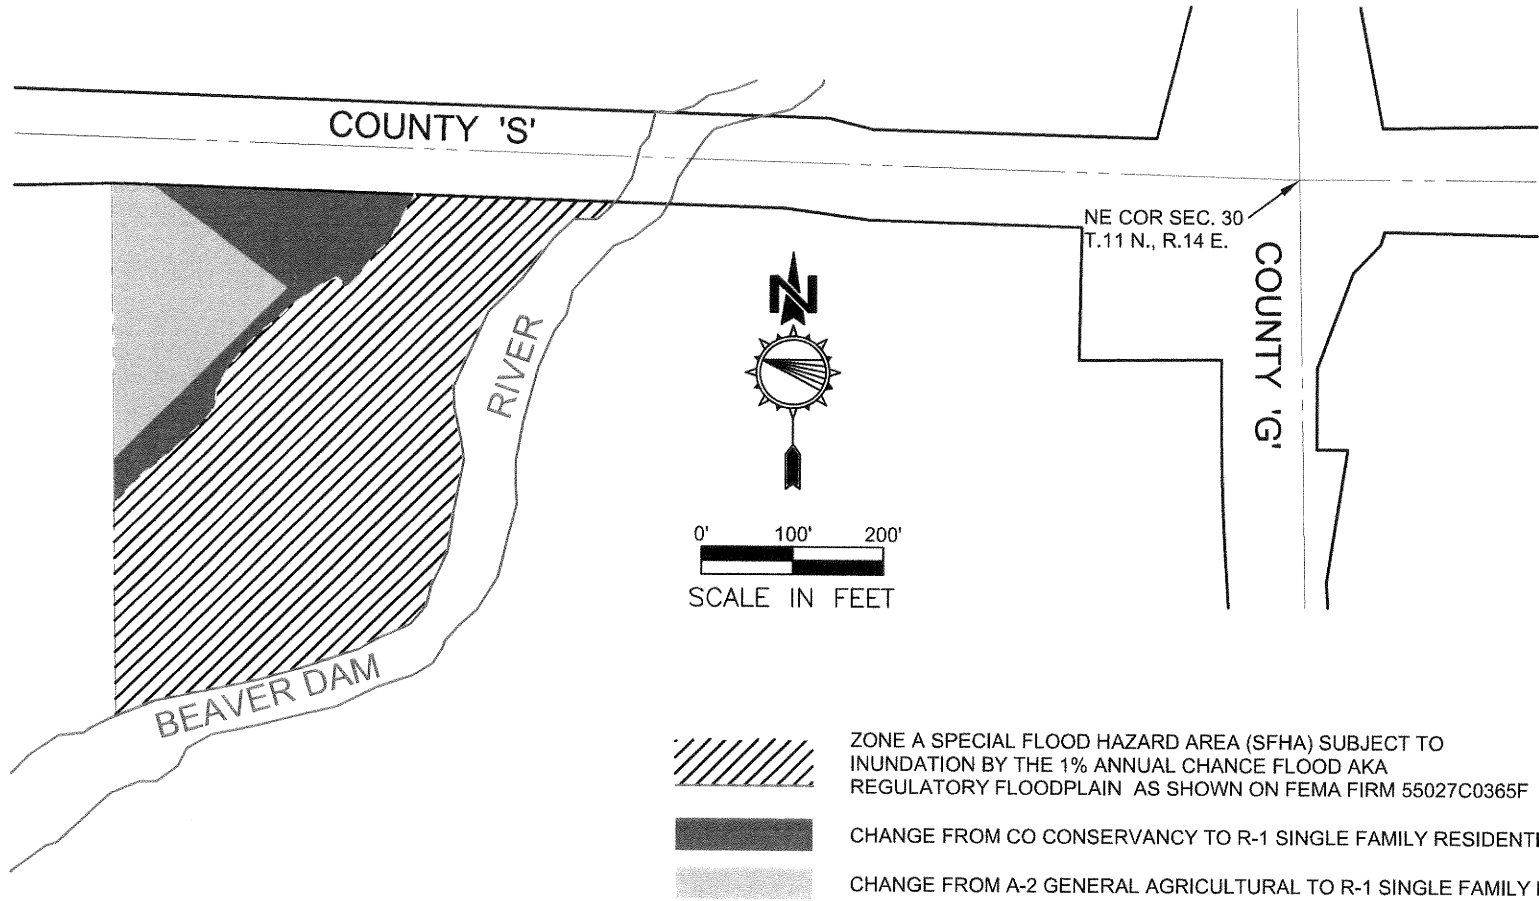 COUNTY 'S'
NE COR SEC. 30
T.11 N., R.14 E.
COUNTY 'G'
N
RIVER
0' 100' 200'
SCALE IN FEET
BEAVER DAM
ZONE A SPECIAL FLOOD HAZARD AREA (SFHA) SUBJECT TO
INUNDATION BY THE 1% ANNUAL CHANCE FLOOD AKA
REGULATORY FLOODPLAIN AS SHOWN ON FEMA FIRM 55027C0365F
CHANGE FROM CO CONSERVANCY TO R-1 SINGLE FAMILY
CHANGE FROM A-2 GENERAL AGRICULTURAL TO R-1 SINGLE FAMILY